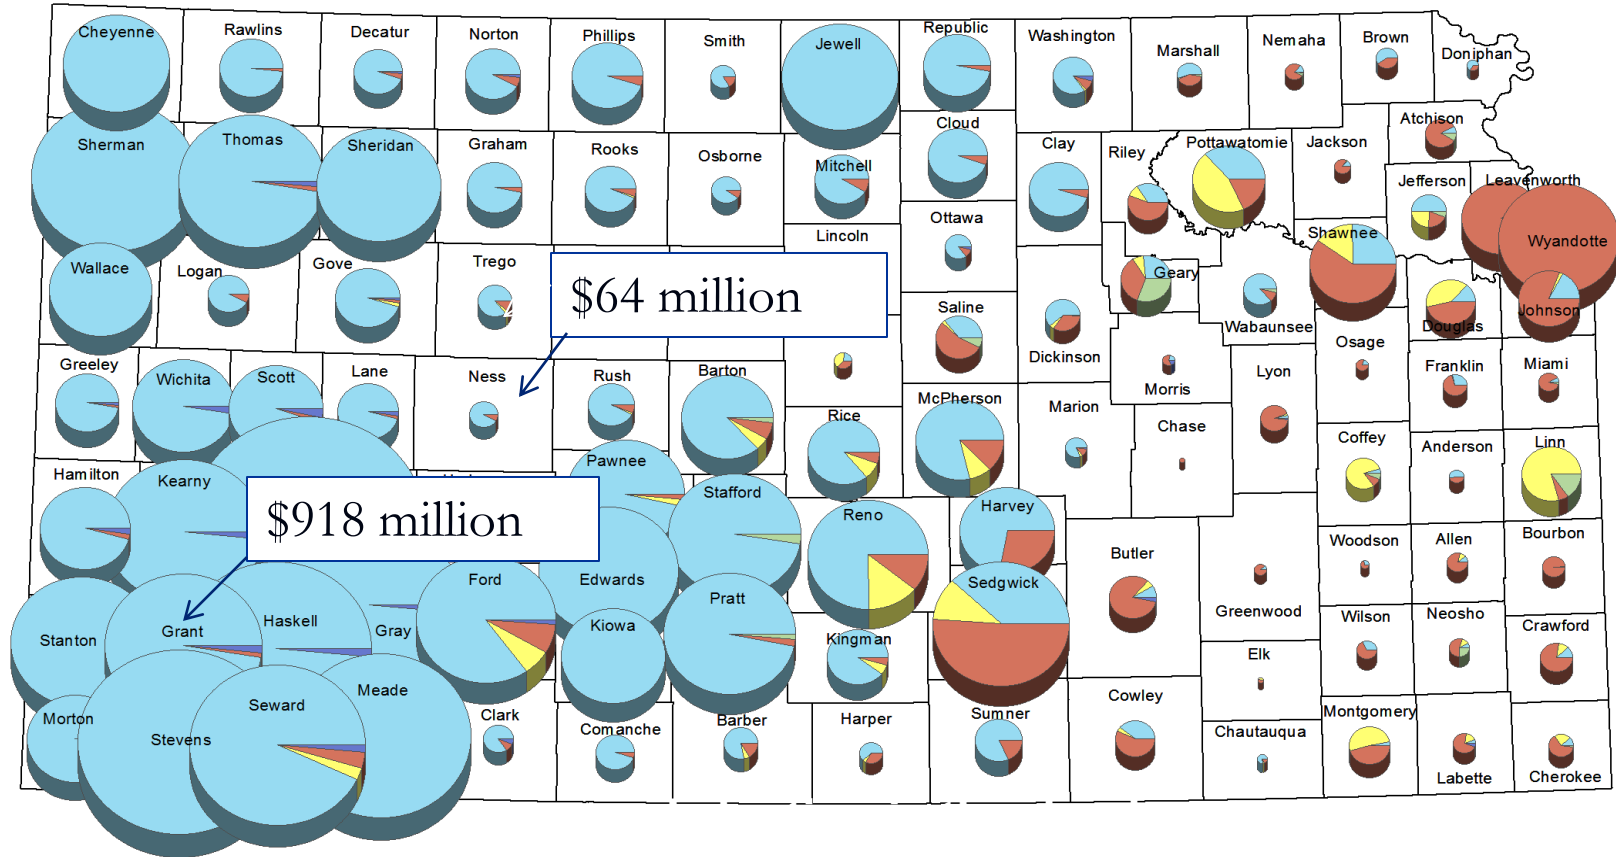 Cheyenne
Rawlins
Decatur
Norton
Phillips
Smith
Jewell
Republic
Washington
Marshall
Nemaha
Brown
Doniphan
Sherman
Thomas
Sheridan
Graham
Rooks
Osborne
Mitchell
Cloud
Clay
Riley
Pottawatomie
Jackson
Atchison
Jefferson
Leavenworth
Wyandotte
Wallace
Logan
Gove
Trego
Lincoln
Ottawa
Saline
Dickinson
Geary
Wabaunsee
Shawnee
Douglas
Johnson
$64 million
Greeley
Wichita
Scott
Lane
Ness
Rush
Barton
Rice
McPherson
Marion
Morris
Chase
Lyon
Osage
Franklin
Miami
Coffey
Anderson
Linn
Hamilton
Kearny
$918 million
Pawnee
Stafford
Reno
Harvey
Butler
Sedgwick
Greenwood
Woodson
Allen
Bourbon
Stanton
Grant
Haskell
Gray
Ford
Edwards
Kiowa
Pratt
Kingman
Elk
Wilson
Neosho
Crawford
Morton
Stevens
Seward
Meade
Clark
Comanche
Barber
Harper
Sumner
Cowley
Chautauqua
Montgomery
Labette
Cherokee